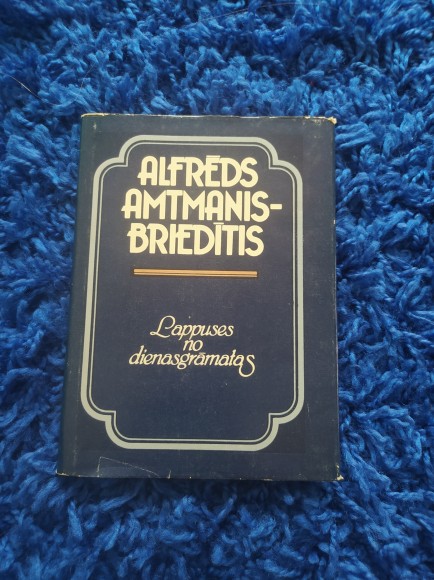 ALFRĒDS
AMTMANIS-
BRIEDĪTIS
Lappuses
no
dienasgrāmatas